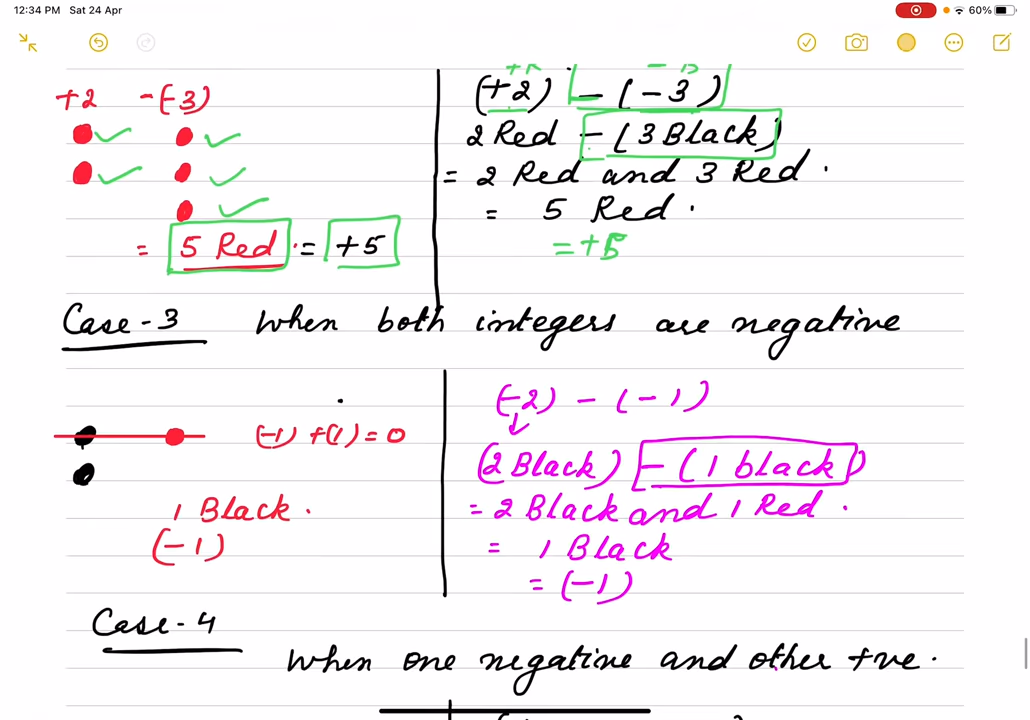 12:34 PM Sat 24 Apr
60%
+2 -(-3)
= 5 Red = +5
(+2) - (-3)
2 Red - (3 Black)
= 2 Red and 3 Red.
= 5 Red.
= +5
Case-3 When both integers are negative
(-1) + (1) = 0
1 Black.
(-1)
(-2) - (-1)
(2 Black) - (1 black)
= 2 Black and 1 Red.
= 1 Black
= (-1)
Case-4
When one negative and other +ve.